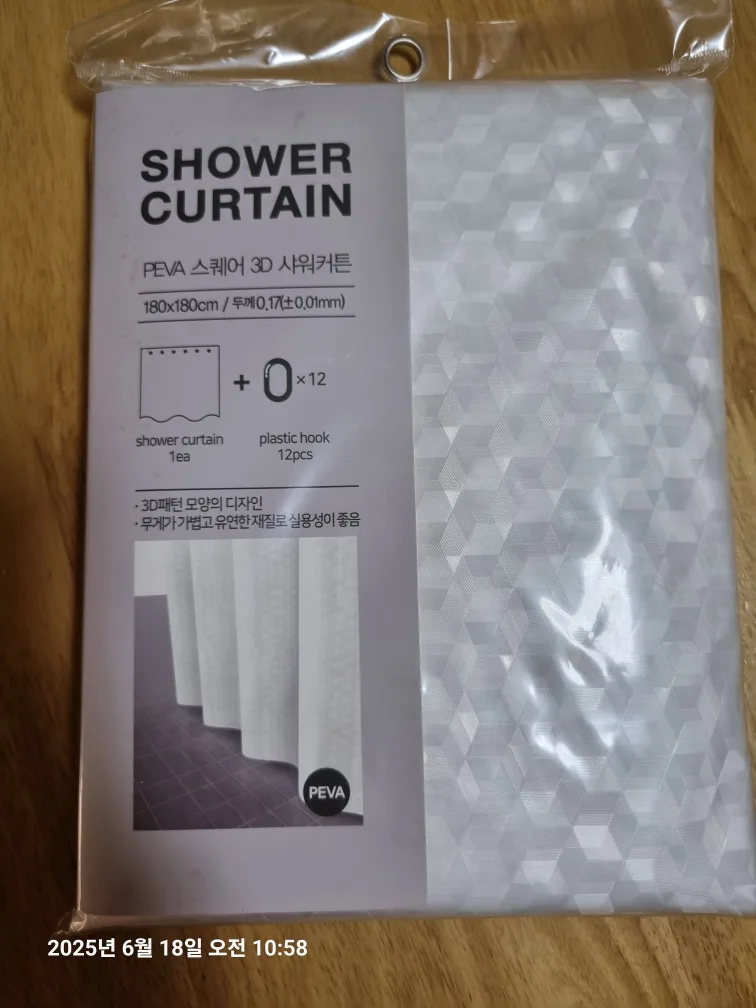 SHOWER
CURTAIN
PEVA 스퀘어 3D 샤워커튼
180x180cm / 두께0.17(±0.01mm)
+ ×12
shower curtain
1ea
plastic hook
12pcs
· 3D패턴 모양의 디자인
· 무게가 가볍고 유연한 재질로 실용성이 좋음
PEVA
2025년 6월 18일 오전 10:58